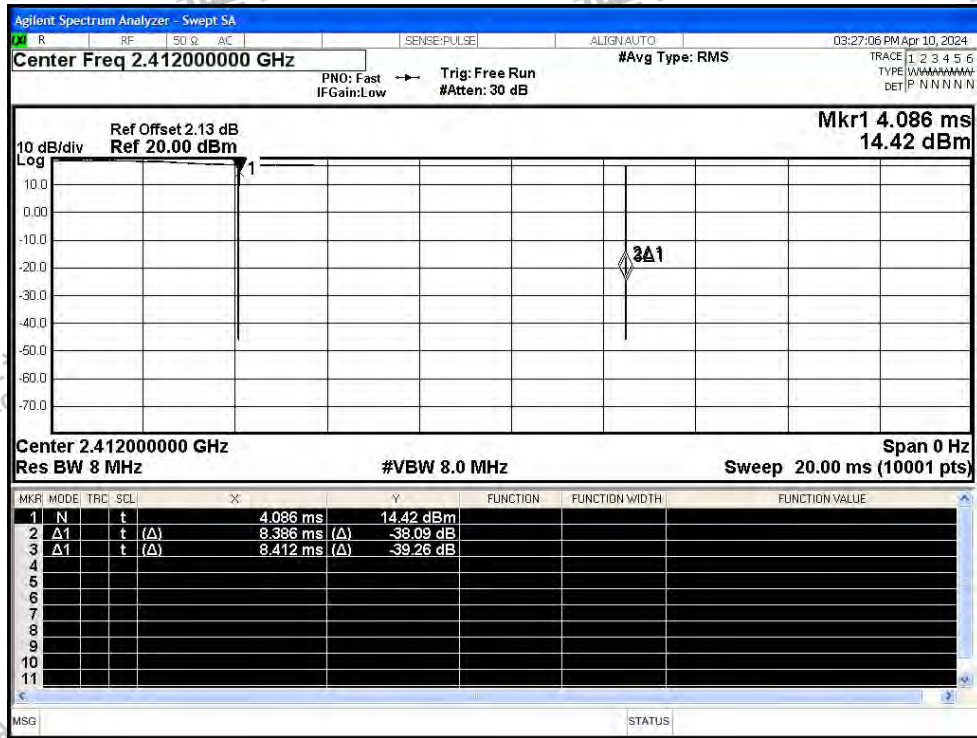 Agilent Spectrum Analyzer - Swept SA
LXI R RF 50 Ω AC SENSE:PULSE ALIGN AUTO 03:27:06 PM Apr 10, 2024
Center Freq 2.412000000 GHz #Avg Type: RMS TRACE 1 2 3 4 5 6
PNO: Fast Trig: Free Run TYPE WWWWWW
IFGain:Low #Atten: 30 dB DET P N N N N N
Mkr1 4.086 ms
14.42 dBm
Ref Offset 2.13 dB
10 dB/div Ref 20.00 dBm
Log
1
10.0
0.00
-10.0
3Δ1
-20.0
-30.0
-40.0
-50.0
-60.0
-70.0
Center 2.412000000 GHz Span 0 Hz
Res BW 8 MHz #VBW 8.0 MHz Sweep 20.00 ms (10001 pts)
MKR MODE TRC SCL X Y FUNCTION FUNCTION WIDTH FUNCTION VALUE
1 N t 4.086 ms 14.42 dBm
2 Δ1 t (Δ) 8.386 ms (Δ) -38.09 dB
3 Δ1 t (Δ) 8.412 ms (Δ) -39.26 dB
4
5
6
7
8
9
10
11
MSG STATUS